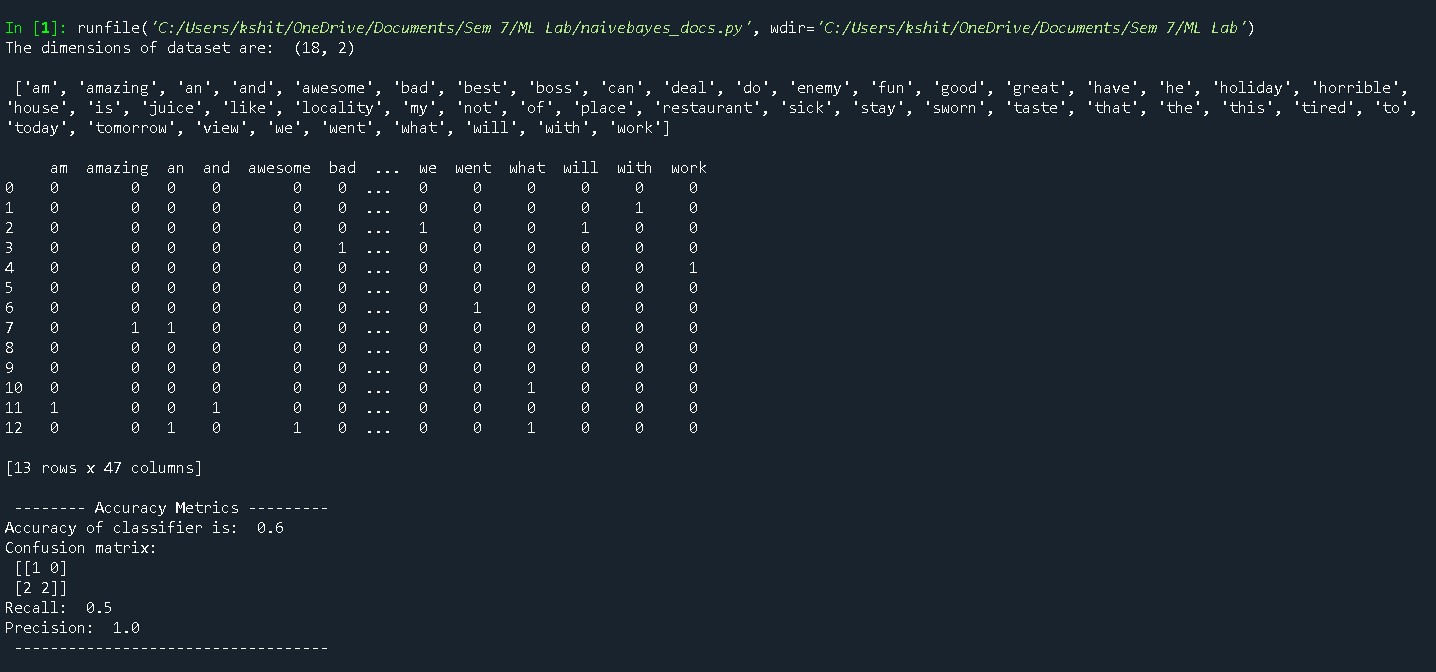 In [1]: runfile('C:/Users/kshit/OneDrive/Documents/Sem 7/ML Lab/naivebayes_docs.py', wdir='C:/Users/kshit/OneDrive/Documents/Sem 7/ML Lab')
The dimensions of dataset are:  (18, 2)
['am', 'amazing', 'an', 'and', 'awesome', 'bad', 'best', 'boss', 'can', 'deal', 'do', 'enemy', 'fun', 'good', 'great', 'have', 'he', 'holiday', 'horrible',
'house', 'is', 'juice', 'like', 'locality', 'my', 'not', 'of', 'place', 'restaurant', 'sick', 'stay', 'sworn', 'taste', 'that', 'the', 'this', 'tired', 'to',
'today', 'tomorrow', 'view', 'we', 'went', 'what', 'will', 'with', 'work']
am amazing an and awesome bad ... we went what will with work
0 0 0 0 0 0 0 ... 0 0 0 0 0 0
1 0 0 0 0 0 0 ... 0 0 0 0 1 0
2 0 0 0 0 0 0 ... 1 0 0 1 0 0
3 0 0 0 0 0 1 ... 0 0 0 0 0 0
4 0 0 0 0 0 0 ... 0 0 0 0 0 1
5 0 0 0 0 0 0 ... 0 0 0 0 0 0
6 0 0 0 0 0 0 ... 0 1 0 0 0 0
7 0 1 1 0 0 0 ... 0 0 0 0 0 0
8 0 0 0 0 0 0 ... 0 0 0 0 0 0
9 0 0 0 0 0 0 ... 0 0 0 0 0 0
10 0 0 0 0 0 0 ... 0 0 1 0 0 0
11 1 0 0 1 0 0 ... 0 0 0 0 0 0
12 0 0 1 0 1 0 ... 0 0 1 0 0 0
[13 rows x 47 columns]
-------- Accuracy Metrics ---------
Accuracy of classifier is:  0.6
Confusion matrix:
[[1 0]
[2 2]]
Recall:  0.5
Precision:  1.0
-----------------------------------